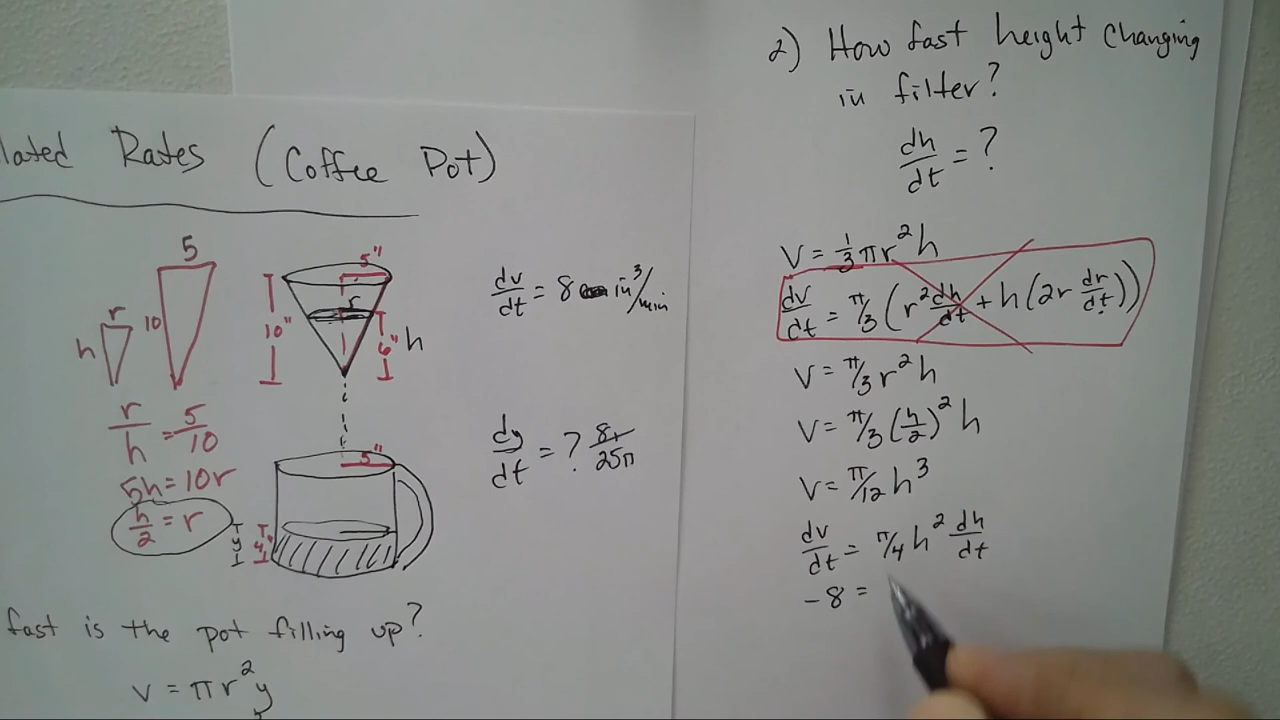 lated Rates (Coffee Pot)
5
5"
r
10
h
r
10"
6" h
r/h = 5/10
5h = 10r
h/2 = r
5"
y 4"
dv/dt = 8 in³/min
dy/dt = ? 8/25π
fast is the pot filling up?
V = πr²y
2) How fast height changing
in filter?
dh/dt = ?
V = 1/3 πr²h
dv/dt = π/3 (r² dh/dt + h(2r dr/dt))
V = π/3 r²h
V = π/3 (h/2)² h
V = π/12 h³
dv/dt = π/4 h² dh/dt
-8 =